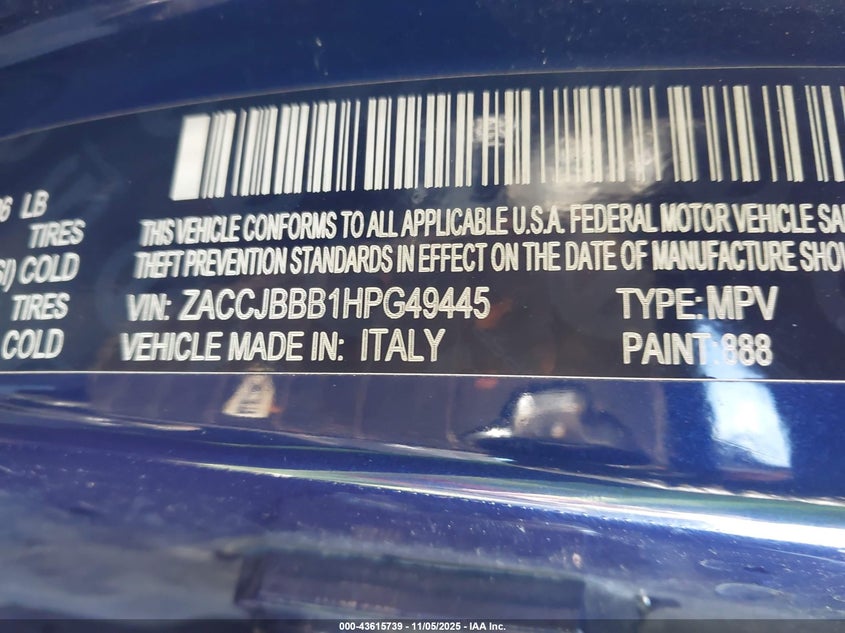 06 LB
TIRES
SI) COLD
TIRES
COLD
THIS VEHICLE CONFORMS TO ALL APPLICABLE U.S.A. FEDERAL MOTOR VEHICLE SA
THEFT PREVENTION STANDARDS IN EFFECT ON THE DATE OF MANUFACTURE SHO
VIN: ZACCJBBB1HPG49445 TYPE: MPV
VEHICLE MADE IN: ITALY PAINT: 888
000-43615739 - 11/05/2025 - IAA Inc.